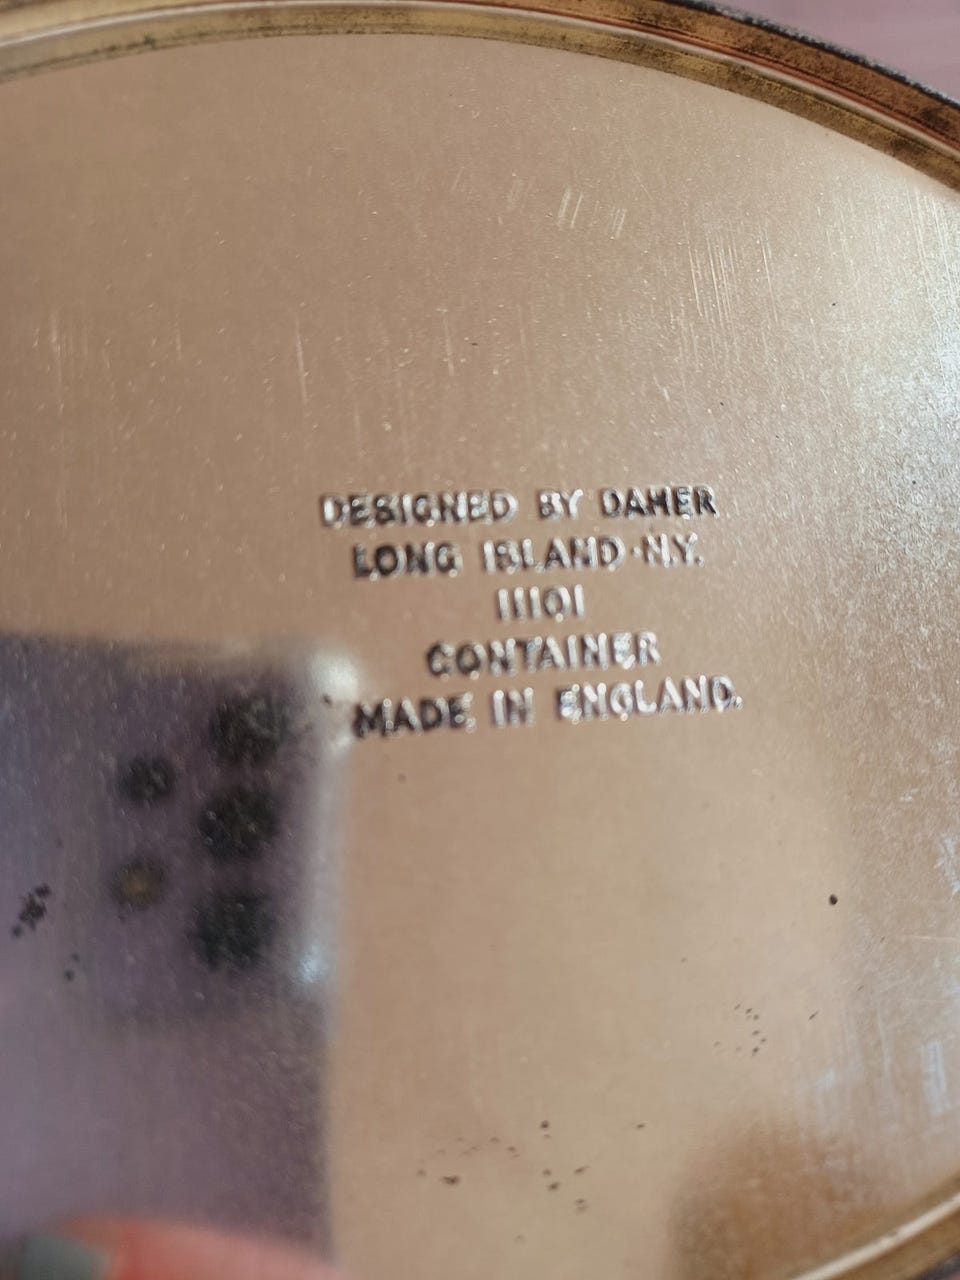 DESIGNED BY DAHER
LONG ISLAND·N.Y.
11101
CONTAINER
MADE IN ENGLAND.